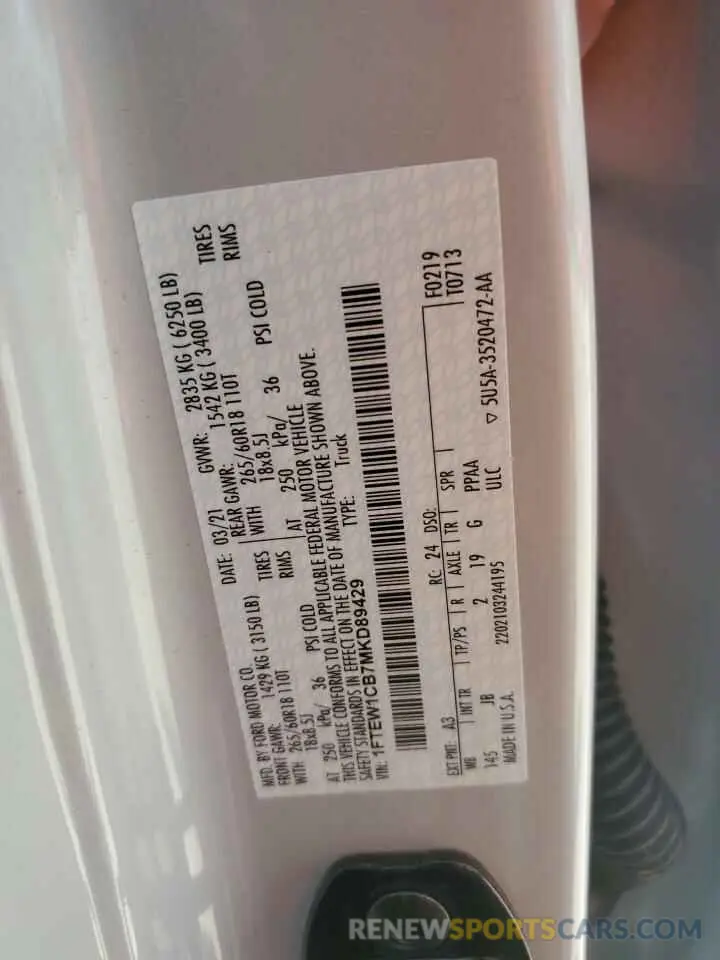 MFD. BY FORD MOTOR CO.
DATE: 03/21 GVWR: 2835 KG ( 6250 LB)
FRONT GAWR: 1429 KG ( 3150 LB) REAR GAWR: 1542 KG ( 3400 LB)
WITH 265/60R18 110T TIRES WITH 265/60R18 110T TIRES
18x8.5J RIMS 18x8.5J RIMS
AT 250 kPa/ 36 PSI COLD AT 250 kPa/ 36 PSI COLD
THIS VEHICLE CONFORMS TO ALL APPLICABLE FEDERAL MOTOR VEHICLE
SAFETY STANDARDS IN EFFECT ON THE DATE OF MANUFACTURE SHOWN ABOVE.
VIN: 1FTEW1CB7MKD89429 TYPE: Truck
F0219
EXT PNT: A3 RC: 24 DSO: T0713
WB INT TR TP/PS R AXLE TR SPR
145 JB 2 19 G PPAA
MADE IN U.S.A. 2202103244195 ULC ▽ 5U5A-3520472-AA
RENEWSPORTSCARS.COM